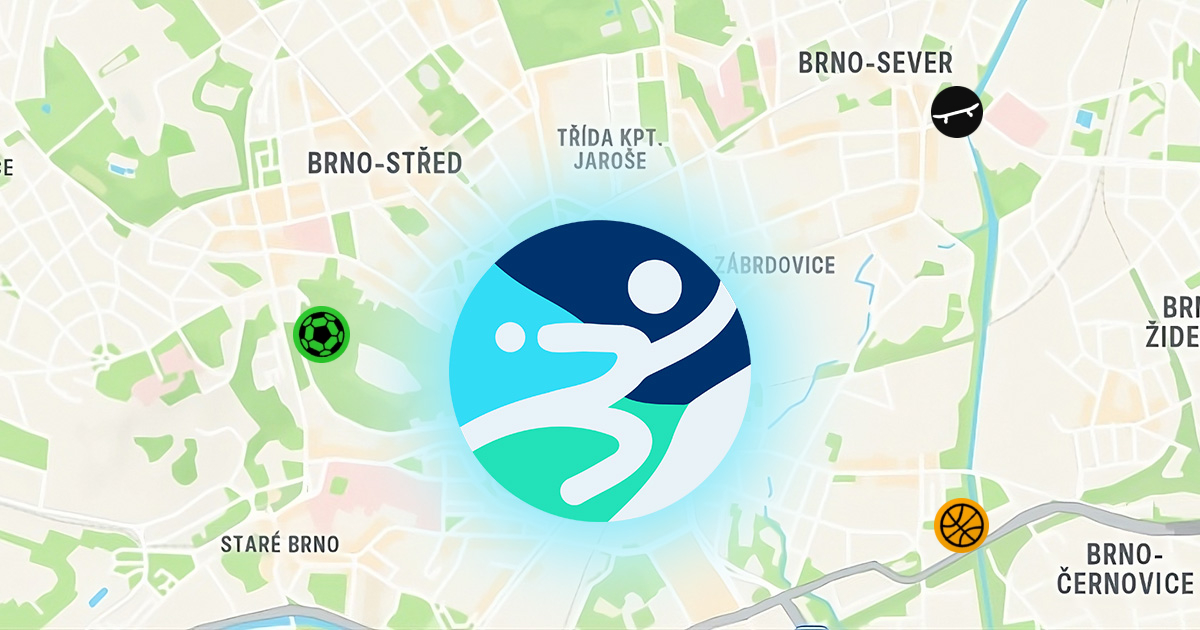 BRNO-SEVER
TŘÍDA KPT.
JAROŠE
BRNO-STŘED
ZÁBRDOVICE
STARÉ BRNO
BRNO-
ČERNOVICE